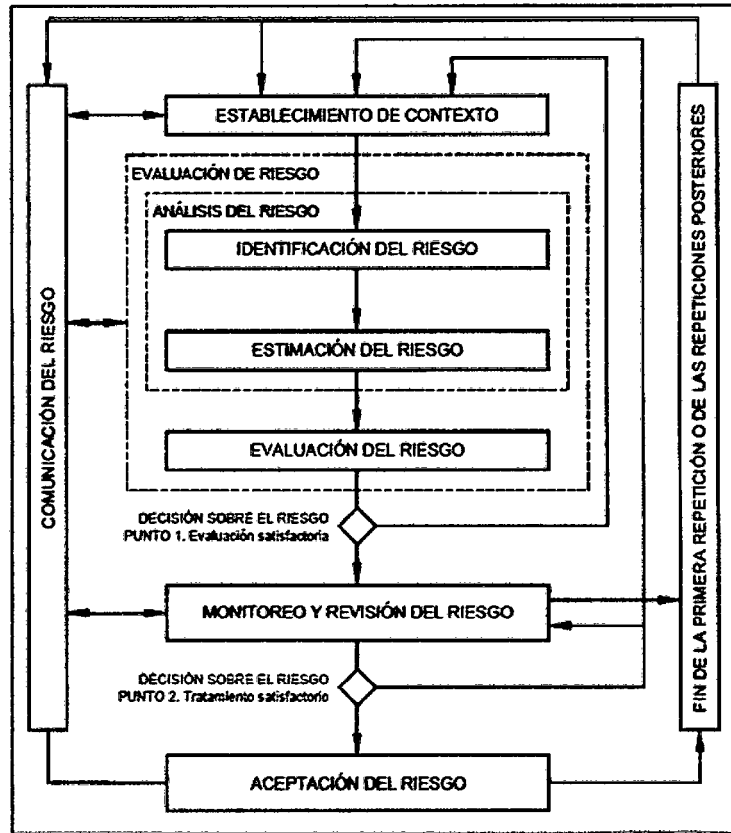 ESTABLECIMIENTO DE CONTEXTO
EVALUACIÓN DE RIESGO
ANÁLISIS DEL RIESGO
IDENTIFICACIÓN DEL RIESGO
ESTIMACIÓN DEL RIESGO
EVALUACIÓN DEL RIESGO
DECISIÓN SOBRE EL RIESGO
PUNTO 1. Evaluación satisfactoria
MONITOREO Y REVISIÓN DEL RIESGO
DECISIÓN SOBRE EL RIESGO
PUNTO 2. Tratamiento satisfactorio
ACEPTACIÓN DEL RIESGO
COMUNICACIÓN DEL RIESGO
FIN DE LA PRIMERA REPETICIÓN O DE LAS REPETICIONES POSTERIORES